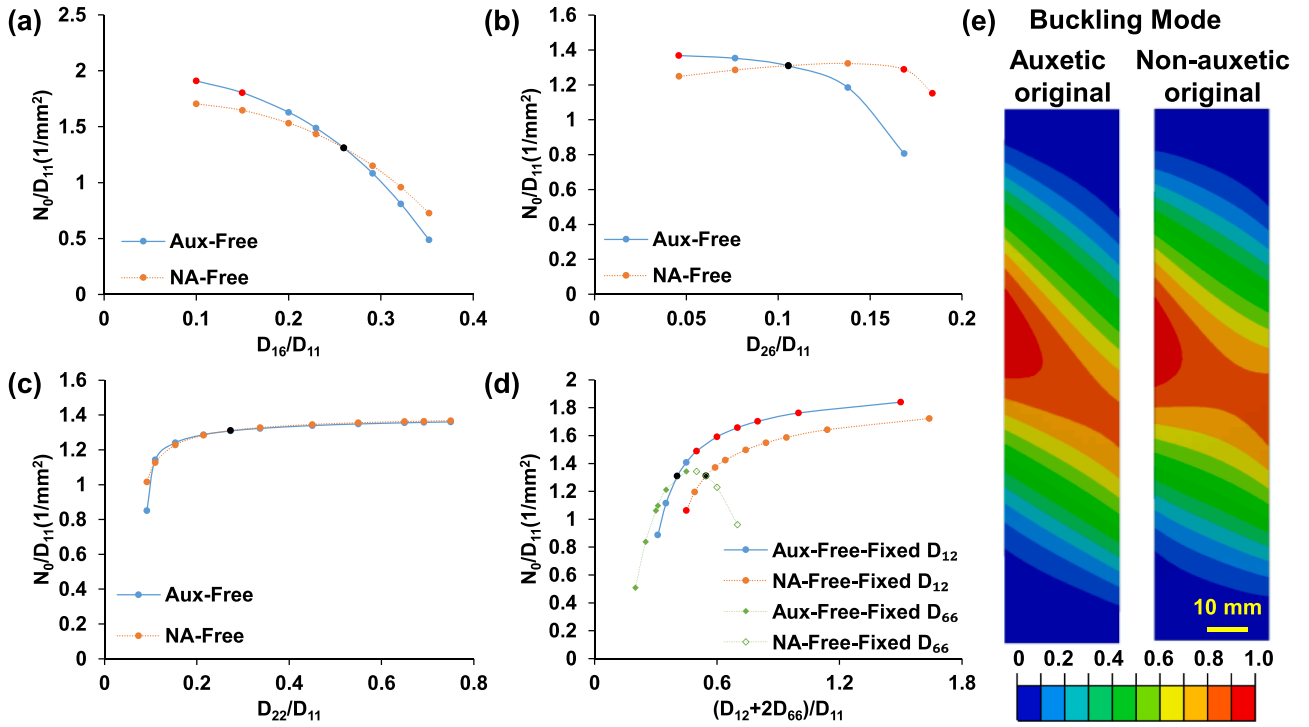 (a)
2.5
2
1.5
1
0.5
0
N₀/D₁₁(1/mm²)
Aux-Free
NA-Free
0 0.1 0.2 0.3 0.4
D₁₆/D₁₁
(b)
1.6
1.4
1.2
1
0.8
0.6
0.4
0.2
0
N₀/D₁₁(1/mm²)
Aux-Free
NA-Free
0 0.05 0.1 0.15 0.2
D₂₆/D₁₁
(c)
1.6
1.4
1.2
1
0.8
0.6
0.4
0.2
0
N₀/D₁₁(1/mm²)
Aux-Free
NA-Free
0 0.2 0.4 0.6 0.8
D₂₂/D₁₁
(d)
2
1.8
1.6
1.4
1.2
1
0.8
0.6
0.4
0.2
0
N₀/D₁₁(1/mm²)
Aux-Free-Fixed D₁₂
NA-Free-Fixed D₁₂
Aux-Free-Fixed D₆₆
NA-Free-Fixed D₆₆
0 0.6 1.2 1.8
(D₁₂+2D₆₆)/D₁₁
(e)
Buckling Mode
Auxetic
original
Non-auxetic
original
10 mm
0 0.2 0.4 0.6 0.8 1.0